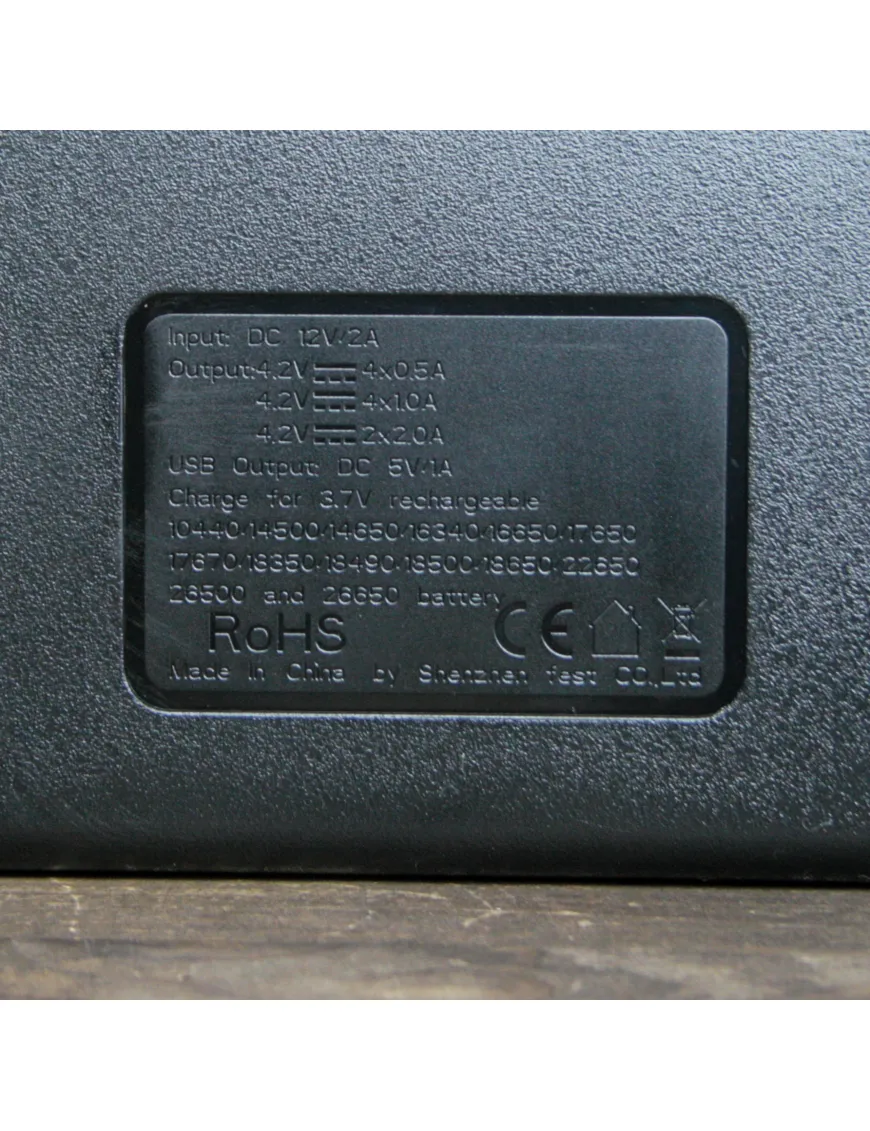 Input: DC 12V/2A
Output:4.2V 4x0.5A
4.2V 4x1.0A
4.2V 2x2.0A
USB Output: DC 5V/1A
Charge for 3.7V rechargeable
10440/14500/14650/16340/16650/17650
17670/18350/18490/18500/18650/22650
26500 and 26650 battery
RoHS CE
Made in China by Shenzhen fest CO.,Ltd